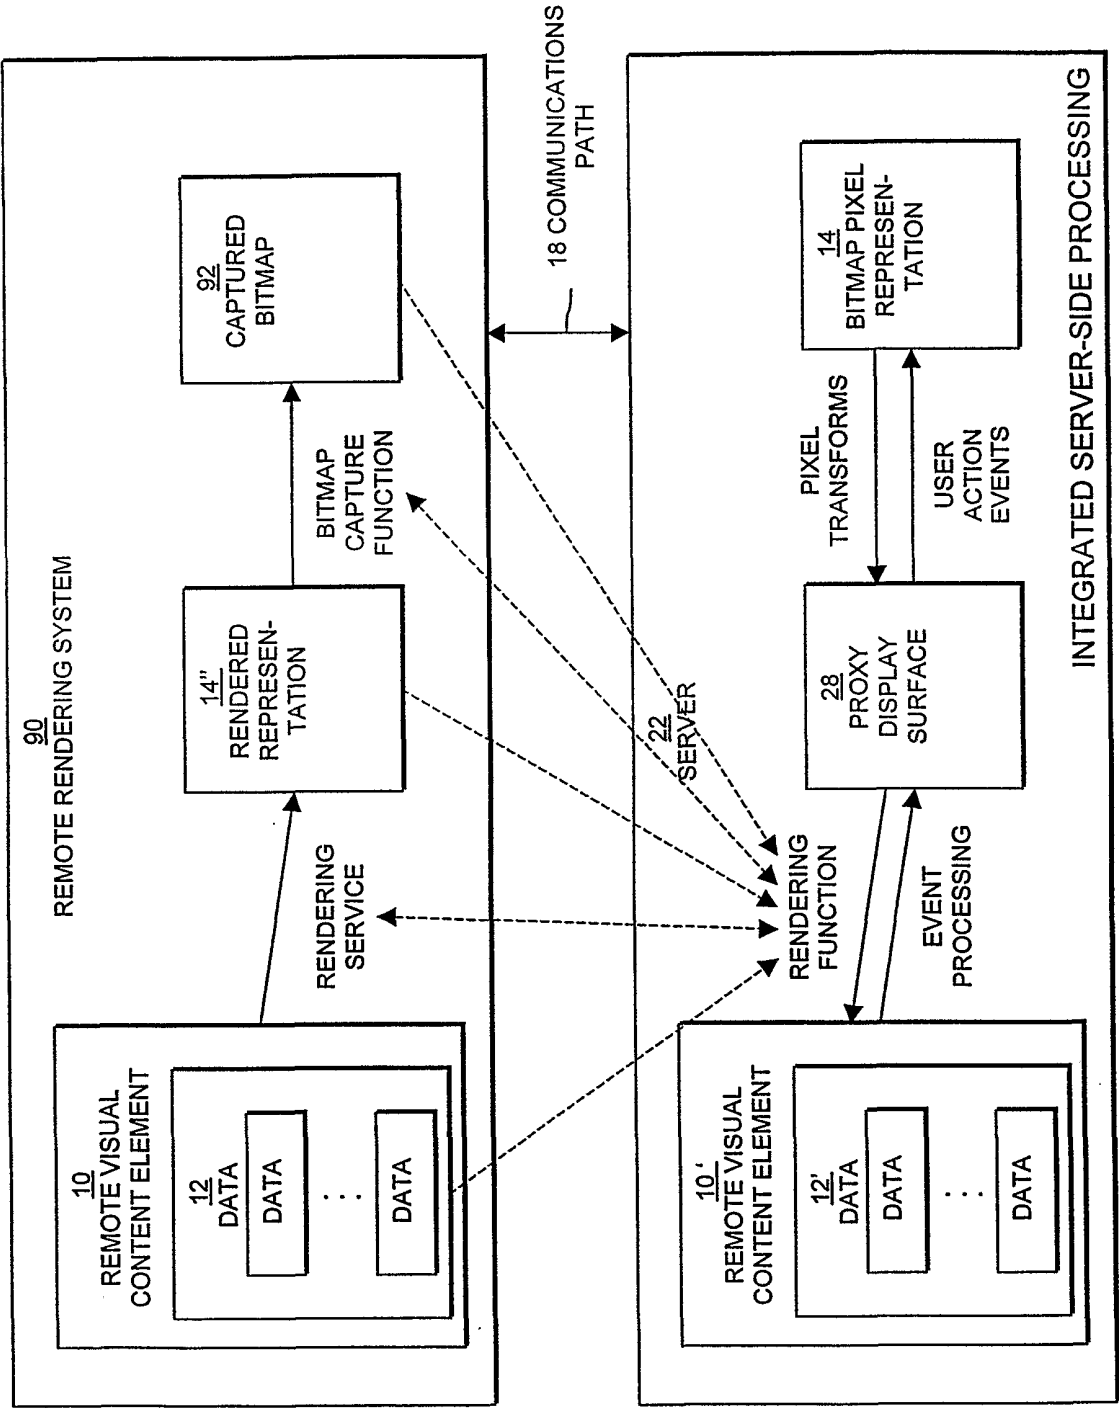 90
REMOTE RENDERING SYSTEM
10
REMOTE VISUAL
CONTENT ELEMENT
12
DATA
DATA
. . .
DATA
RENDERING
SERVICE
14"
RENDERED
REPRESEN-
TATION
BITMAP
CAPTURE
FUNCTION
92
CAPTURED
BITMAP
18 COMMUNICATIONS
PATH
22
SERVER
10'
REMOTE VISUAL
CONTENT ELEMENT
12'
DATA
DATA
. . .
DATA
RENDERING
FUNCTION
EVENT
PROCESSING
28
PROXY
DISPLAY
SURFACE
PIXEL
TRANSFORMS
USER
ACTION
EVENTS
14
BITMAP PIXEL
REPRESEN-
TATION
INTEGRATED SERVER-SIDE PROCESSING